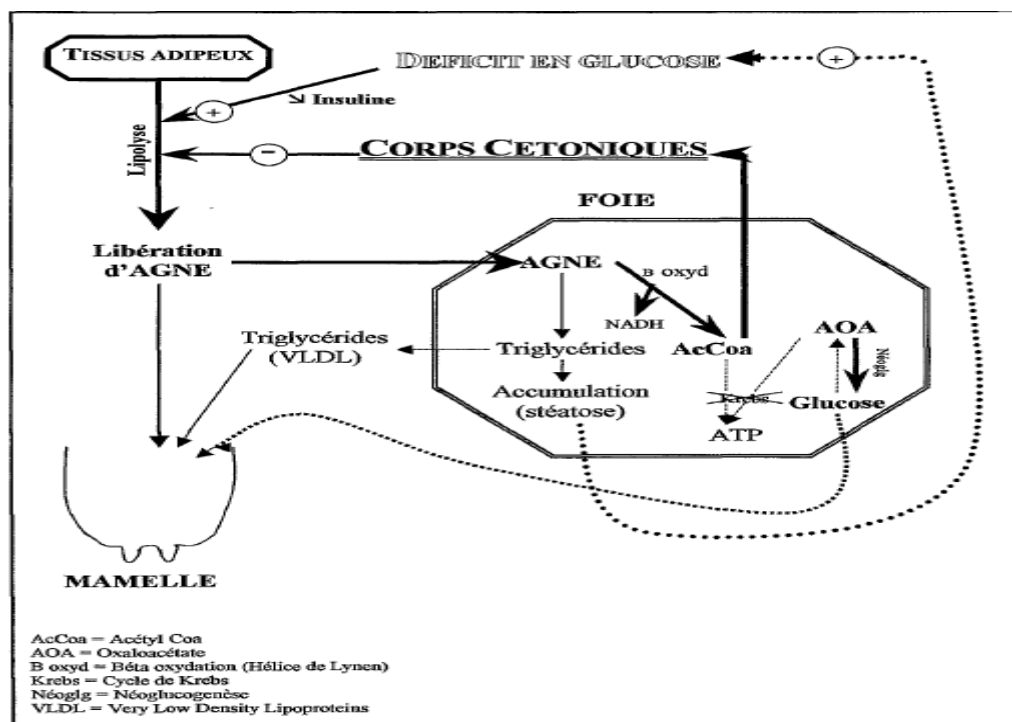 TISSUS ADIPEUX
DEFICIT EN GLUCOSE
+
↘ Insuline
+
Lipolyse
−
CORPS CETONIQUES
FOIE
Libération
d'AGNE
AGNE
B oxyd
NADH
AOA
Triglycérides
(VLDL)
Triglycérides
AcCoa
Néoglg
Accumulation
(stéatose)
Krebs
Glucose
ATP
MAMELLE
AcCoa = Acétyl Coa
AOA = Oxaloacétate
B oxyd = Béta oxydation (Hélice de Lynen)
Krebs = Cycle de Krebs
Néoglg = Néoglucogenèse
VLDL = Very Low Density Lipoproteins